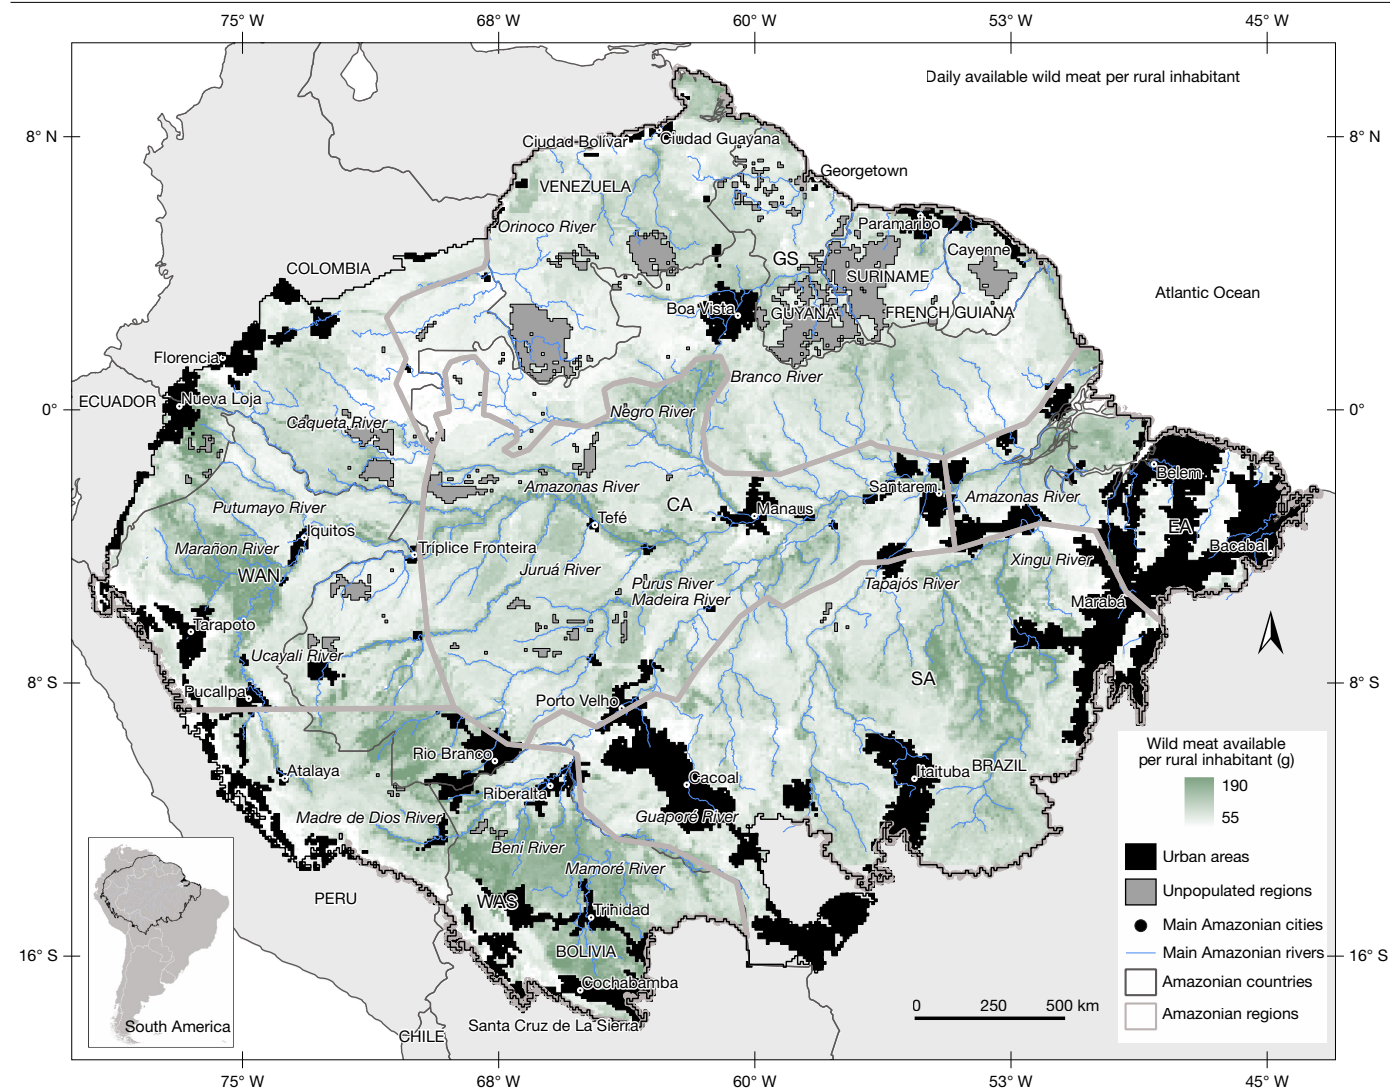 75° W
68° W
60° W
53° W
45° W
Daily available wild meat per rural inhabitant
8° N
8° N
Ciudad Bolívar
Ciudad Guayana
Georgetown
VENEZUELA
Orinoco River
Paramaribo
Cayenne
COLOMBIA
GS
SURINAME
Atlantic Ocean
Boa Vista
GUYANA
FRENCH GUIANA
Florencia
Branco River
ECUADOR
Nueva Loja
0°
0°
Negro River
Caqueta River
Belem
Amazonas River
Santarem
Amazonas River
Putumayo River
CA
Manaus
Tefé
EA
Iquitos
Bacabal
Marañon River
Triplice Fronteira
Xingu River
WAN
Juruá River
Purus River
Tapajós River
Madeira River
Marabá
Tarapoto
Ucayali River
SA
8° S
8° S
Pucallpa
Porto Velho
Rio Branco
Wild meat available
per rural inhabitant (g)
Atalaya
Cacoal
Itaituba
BRAZIL
190
Riberalta
55
Madre de Dios River
Guaporé River
Beni River
Urban areas
Mamoré River
Unpopulated regions
PERU
WAS
Trinidad
Main Amazonian cities
BOLIVIA
Main Amazonian rivers
16° S
16° S
Cochabamba
Amazonian countries
0
250
500 km
Amazonian regions
South America
Santa Cruz de La Sierra
CHILE
75° W
68° W
60° W
53° W
45° W